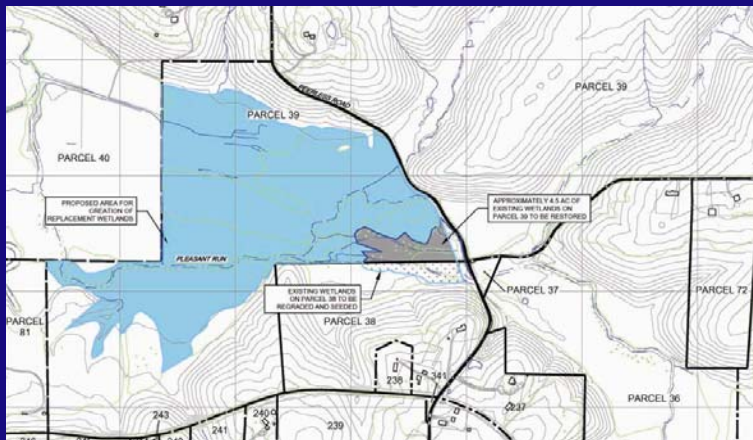 PEERLESS ROAD
PARCEL 39
PARCEL 39
PARCEL 40
PROPOSED AREA FOR
CREATION OF
REPLACEMENT WETLANDS
APPROXIMATELY 4.5 AC OF
EXISTING WETLANDS ON
PARCEL 39 TO BE RESTORED
PLEASANT RUN
EXISTING WETLANDS
ON PARCEL 38 TO BE
REGRADED AND SEEDED
PARCEL 37
PARCEL 72
PARCEL
81
PARCEL 38
238
341
237
PARCEL 36
243
240
241
239